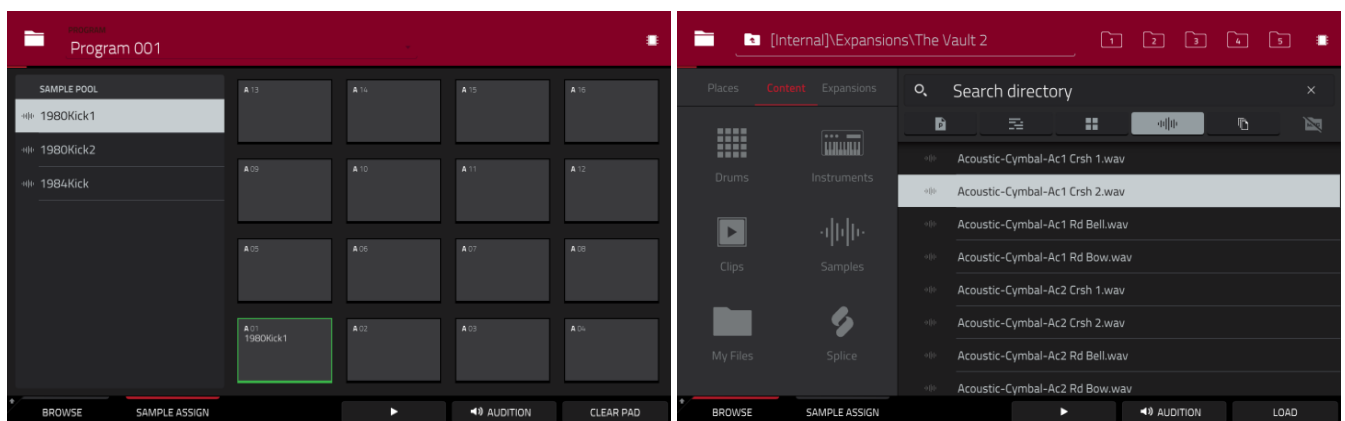 PROGRAM
Program 001
SAMPLE POOL
1980Kick1
1980Kick2
1984Kick
A 13
A 14
A 15
A 16
A 09
A 10
A 11
A 12
A 05
A 06
A 07
A 08
A 01
1980Kick1
A 02
A 03
A 04
BROWSE
SAMPLE ASSIGN
AUDITION
CLEAR PAD
[Internal]\Expansions\The Vault 2
1
2
3
4
5
Places
Content
Expansions
Search directory
×
P
Drums
Instruments
Clips
Samples
My Files
Splice
Acoustic-Cymbal-Ac1 Crsh 1.wav
Acoustic-Cymbal-Ac1 Crsh 2.wav
Acoustic-Cymbal-Ac1 Rd Bell.wav
Acoustic-Cymbal-Ac1 Rd Bow.wav
Acoustic-Cymbal-Ac2 Crsh 1.wav
Acoustic-Cymbal-Ac2 Crsh 2.wav
Acoustic-Cymbal-Ac2 Rd Bell.wav
Acoustic-Cymbal-Ac2 Rd Bow.wav
BROWSE
SAMPLE ASSIGN
AUDITION
LOAD